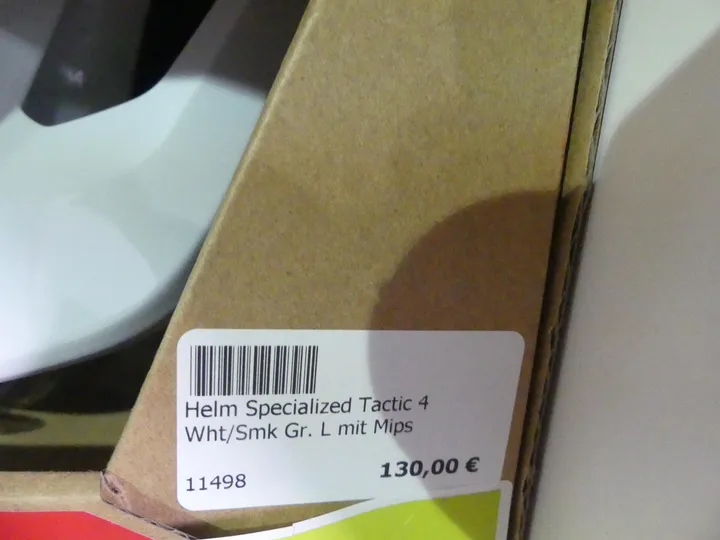 Helm Specialized Tactic 4
Wht/Smk Gr. L mit Mips
11498 130,00 €